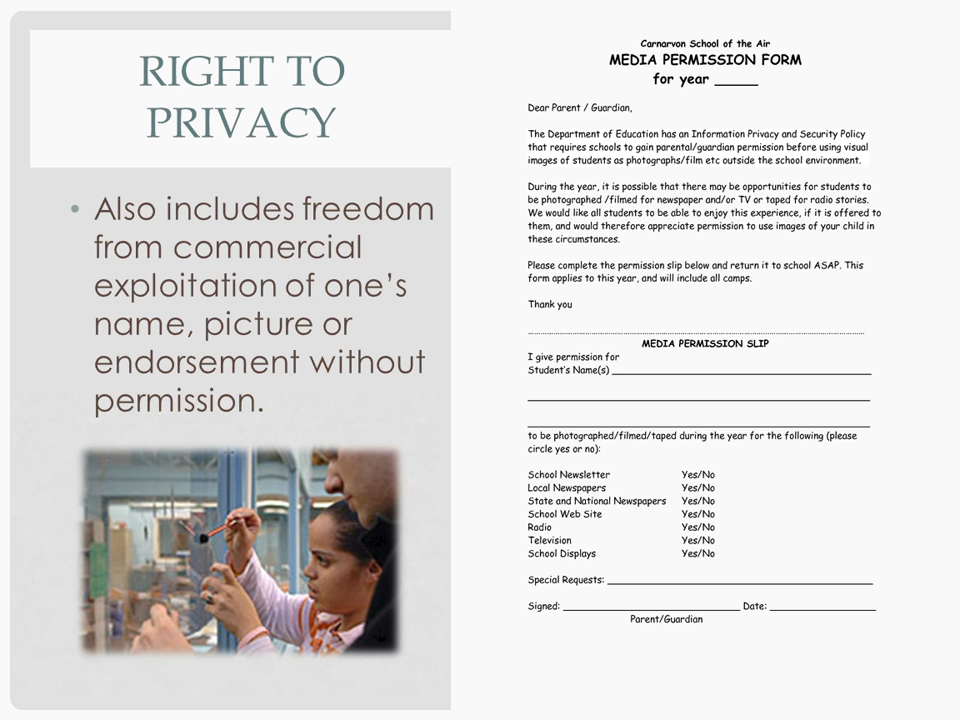 RIGHT TO
PRIVACY
• Also includes freedom
from commercial
exploitation of one’s
name, picture or
endorsement without
permission.
Carnarvon School of the Air
MEDIA PERMISSION FORM
for year _____
Dear Parent / Guardian,
The Department of Education has an Information Privacy and Security Policy
that requires schools to gain parental/guardian permission before using visual
images of students as photographs/film etc outside the school environment.
During the year, it is possible that there may be opportunities for students to
be photographed /filmed for newspaper and/or TV or taped for radio stories.
We would like all students to be able to enjoy this experience, if it is offered to
them, and would therefore appreciate permission to use images of your child in
these circumstances.
Please complete the permission slip below and return it to school ASAP. This
form applies to this year, and will include all camps.
Thank you
MEDIA PERMISSION SLIP
I give permission for
Student’s Name(s) ____________________
to be photographed/filmed/taped during the year for the following (please
circle yes or no):
School Newsletter Yes/No
Local Newspapers Yes/No
State and National Newspapers Yes/No
School Web Site Yes/No
Radio Yes/No
Television Yes/No
School Displays Yes/No
Special Requests: ____________________
Signed: ____________________ Date: ____________________
Parent/Guardian